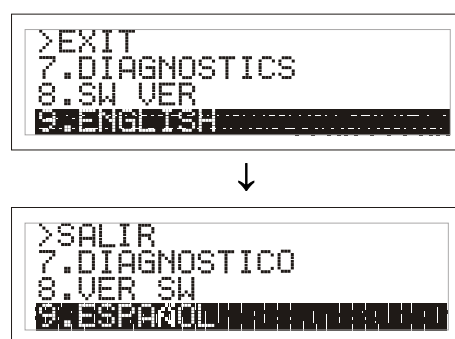 >EXIT
7.DIAGNOSTICS
8.SW VER
9.ENGLISH
↓
>SALIR
7.DIAGNOSTICO
8.VER SW
9.ESPANOL